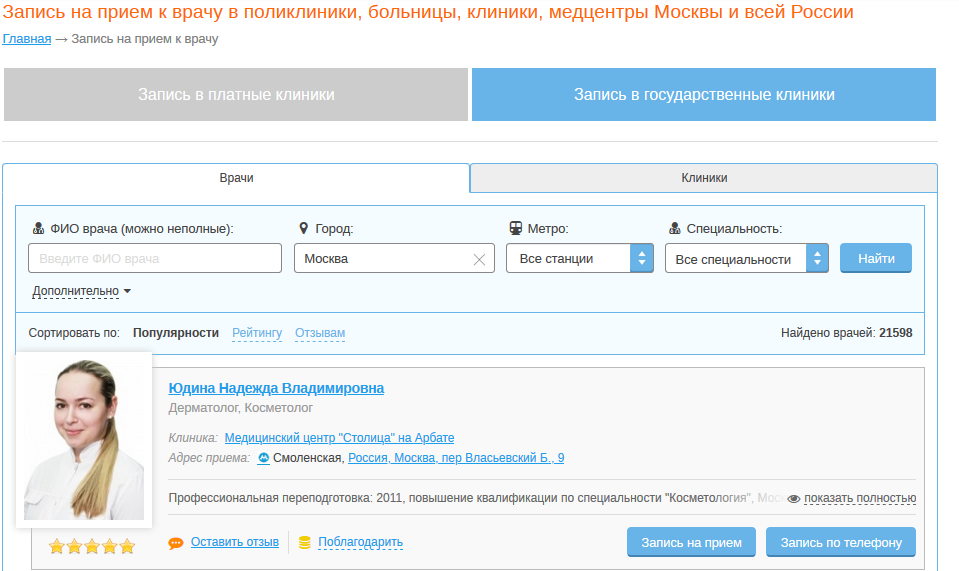 Запись на прием к врачу в поликлиники, больницы, клиники, медцентры Москвы и всей России
Главная → Запись на прием к врачу
Запись в платные клиники
Запись в государственные клиники
Врачи
Клиники
ФИО врача (можно неполные):
Город:
Метро:
Специальность:
Введите ФИО врача
Москва
Все станции
Все специальности
Найти
Дополнительно
Сортировать по: Популярности Рейтингу Отзывам
Найдено врачей: 21598
Юдина Надежда Владимировна
Дерматолог, Косметолог
Клиника: Медицинский центр "Столица" на Арбате
Адрес приема: Смоленская, Россия, Москва, пер Власьевский Б., 9
Профессиональная переподготовка: 2011, повышение квалификации по специальности "Косметология", Мос показать полностью
Оставить отзыв
Поблагодарить
Запись на прием
Запись по телефону